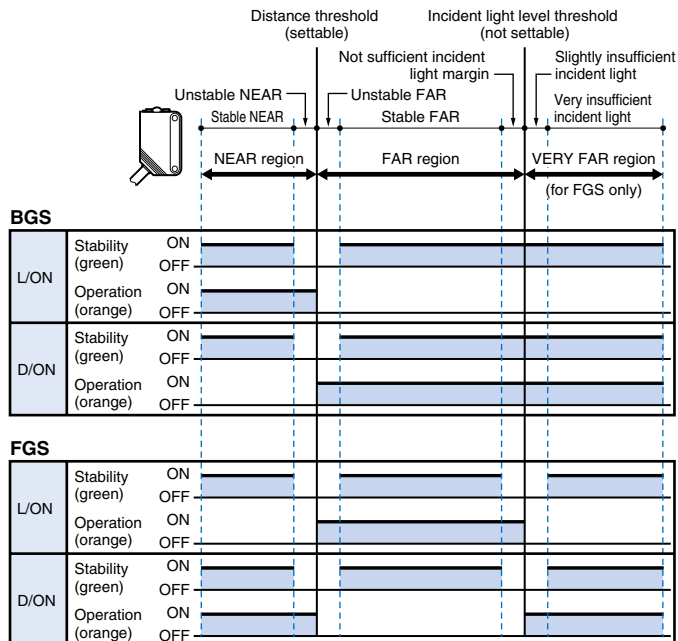 Distance threshold
(settable)
Incident light level threshold
(not settable)
Not sufficient incident
light margin
Slightly insufficient
incident light
Unstable NEAR
Unstable FAR
Very insufficient
incident light
Stable NEAR
Stable FAR
NEAR region
FAR region
VERY FAR region
(for FGS only)
BGS
L/ON
Stability
(green)
ON
OFF
Operation
(orange)
ON
OFF
D/ON
Stability
(green)
ON
OFF
Operation
(orange)
ON
OFF
FGS
L/ON
Stability
(green)
ON
OFF
Operation
(orange)
ON
OFF
D/ON
Stability
(green)
ON
OFF
Operation
(orange)
ON
OFF